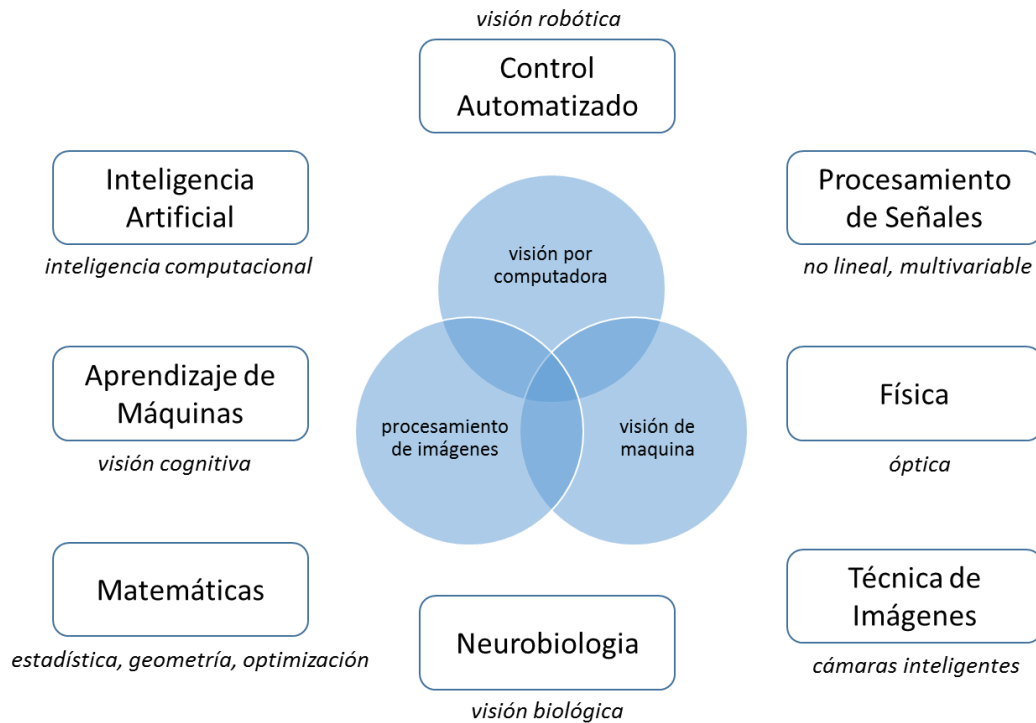 visión robótica
Control
Automatizado
Inteligencia
Artificial
inteligencia computacional
Procesamiento
de Señales
no lineal, multivariable
visión por
computadora
Aprendizaje de
Máquinas
visión cognitiva
procesamiento
de imágenes
visión de
maquina
Física
óptica
Matemáticas
estadística, geometría, optimización
Neurobiologia
visión biológica
Técnica de
Imágenes
cámaras inteligentes